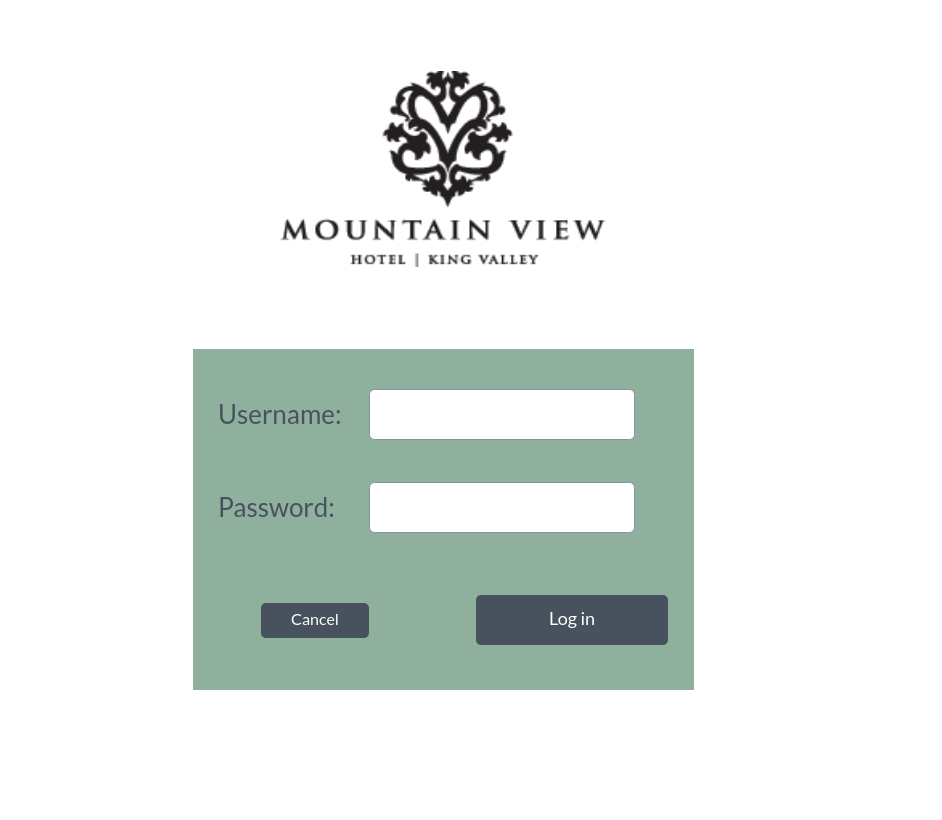 MOUNTAIN VIEW
HOTEL | KING VALLEY
Username:
Password:
Cancel Log in